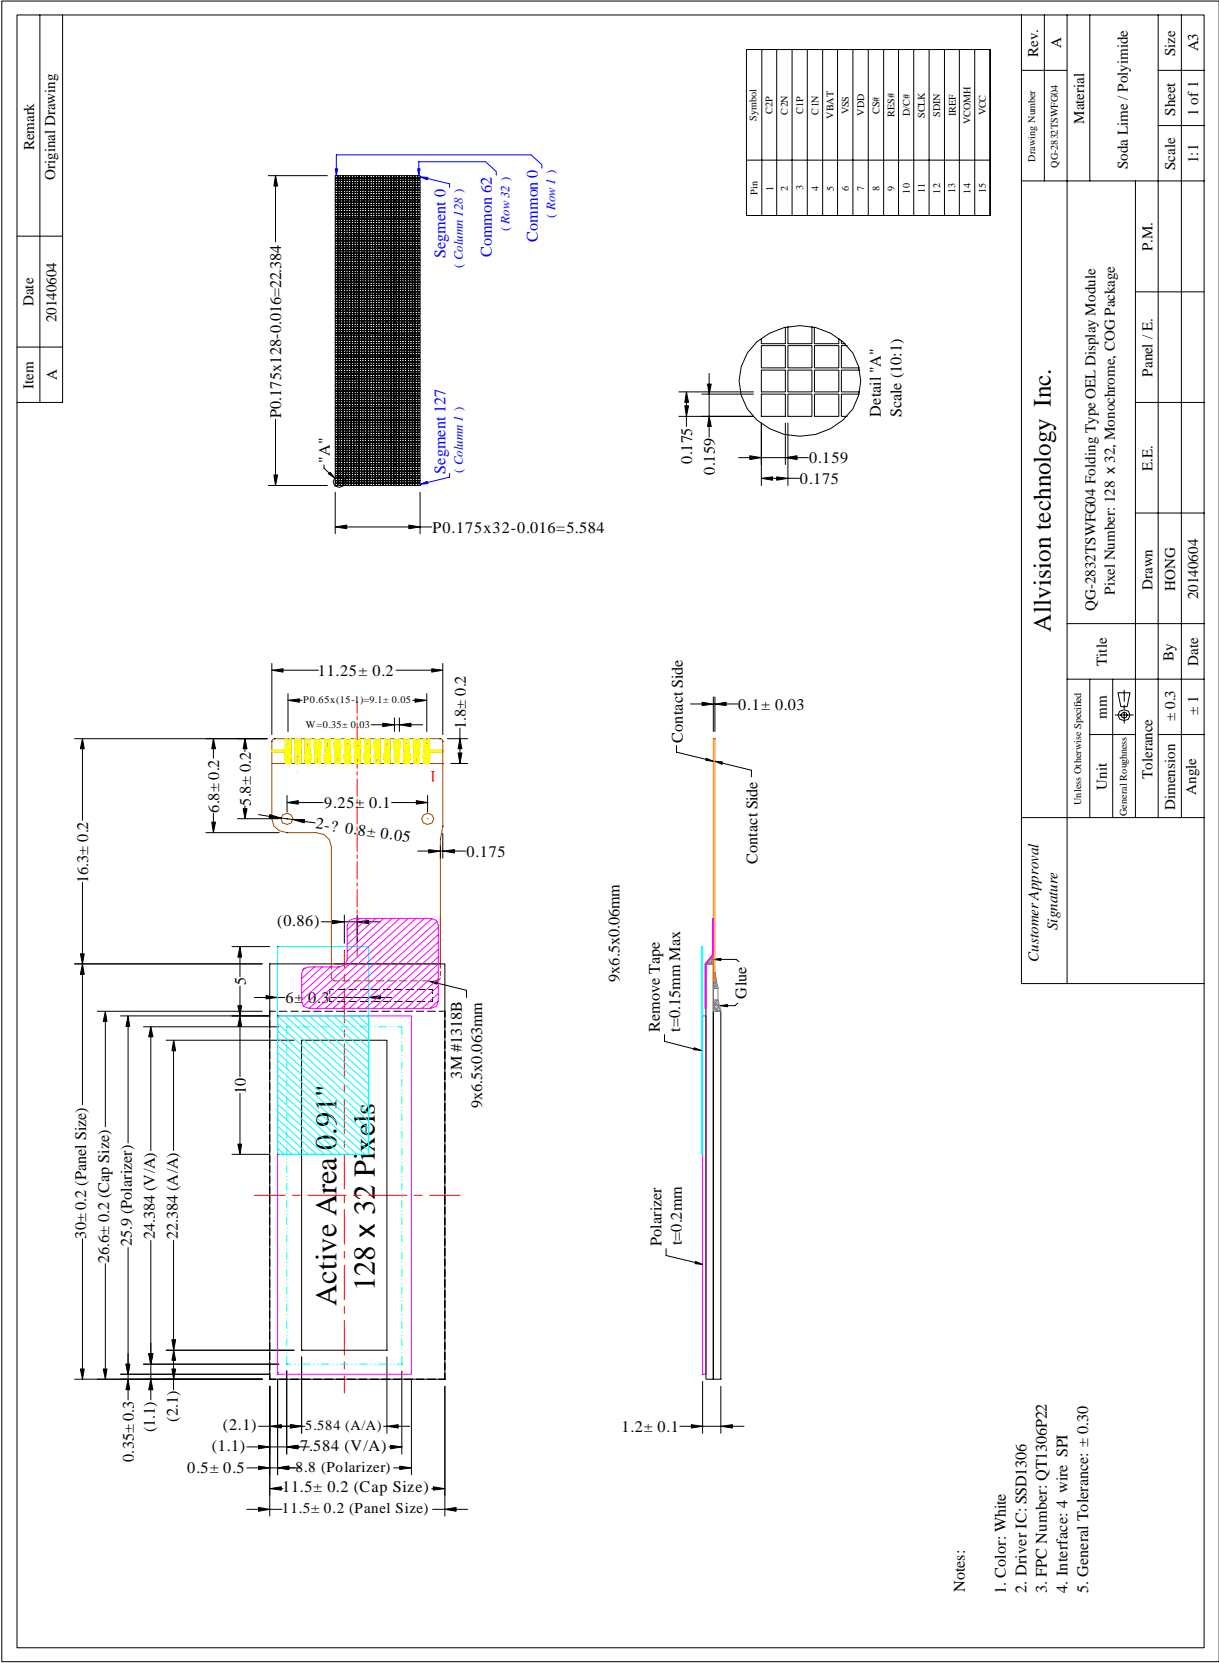 Item Date Remark
A 20140604 Original Drawing
30± 0.2 (Panel Size)
16.3± 0.2
26.6± 0.2 (Cap Size)
25.9 (Polarizer)
24.384 (V/A)
22.384 (A/A)
0.35± 0.3
(1.1)
(2.1)
10
5
6± 0.3
(0.86)
6.8± 0.2
5.8± 0.2
11.25± 0.2
P0.65x(15-1)=9.1± 0.05
W=0.35± 0.03
1.8± 0.2
1
9.25± 0.1
2-? 0.8± 0.05
0.175
Active Area 0.91"
128 x 32 Pixels
3M #1318B
9x6.5x0.063mm
(2.1)
5.584 (A/A)
(1.1)
7.584 (V/A)
0.5± 0.5
8.8 (Polarizer)
11.5± 0.2 (Cap Size)
11.5± 0.2 (Panel Size)
P0.175x128-0.016=22.384
"A"
P0.175x32-0.016=5.584
Segment 127
( Column 1 )
Segment 0
( Column 128 )
Common 62
( Row 32 )
Common 0
( Row 1 )
1.2± 0.1
Polarizer
t=0.2mm
Remove Tape
t=0.15mm Max
9x6.5x0.06mm
Glue
Contact Side
Contact Side
0.1± 0.03
0.175
0.159
0.159
0.175
Detail "A"
Scale (10:1)
Pin Symbol
1 C2P
2 C2N
3 C1P
4 C1N
5 VBAT
6 VSS
7 VDD
8 CS#
9 RES#
10 D/C#
11 SCLK
12 SDIN
13 IREF
14 VCOMH
15 VCC
Notes:
1. Color: White
2. Driver IC: SSD1306
3. FPC Number: QT1306P22
4. Interface: 4 wire SPI
5. General Tolerance: ± 0.30
Customer Approval
Signature
Allvision technology Inc.
Drawing Number Rev.
QG-2832TSWFG04 A
Unless Otherwise Specified
Unit mm
General Roughness
Tolerance
Dimension ± 0.3
Angle ± 1
Title
QG-2832TSWFG04 Folding Type OEL Display Module
Pixel Number: 128 x 32, Monochrome, COG Package
Material
Soda Lime / Polyimide
Drawn E.E. Panel / E. P.M.
By HONG
Date 20140604
Scale Sheet Size
1:1 1 of 1 A3